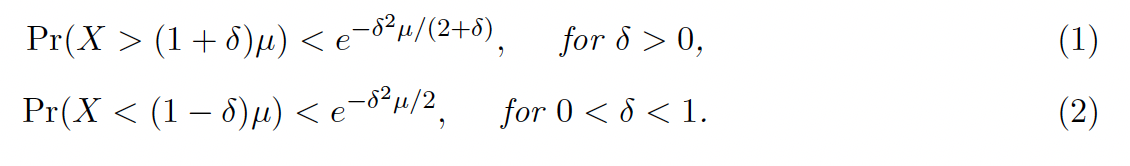 Pr(X > (1 + δ)μ) < e^{−δ²μ/(2+δ)}, for δ > 0, (1)
Pr(X < (1 − δ)μ) < e^{−δ²μ/2}, for 0 < δ < 1. (2)